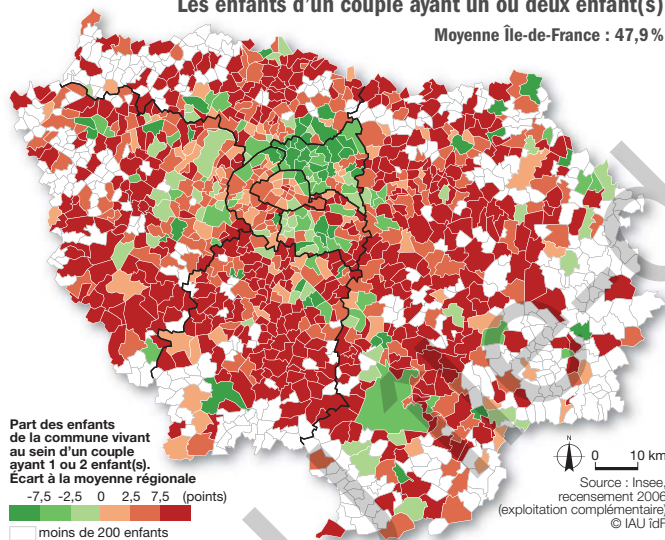 Les enfants d'un couple ayant un ou deux enfant(s)
Moyenne Île-de-France : 47,9 %
Part des enfants
de la commune vivant
au sein d'un couple
ayant 1 ou 2 enfant(s).
Écart à la moyenne régionale
-7,5 -2,5 0 2,5 7,5 (points)
moins de 200 enfants
N
0 10 km
Source : Insee,
recensement 2006
(exploitation complémentaire)
© IAU îdF